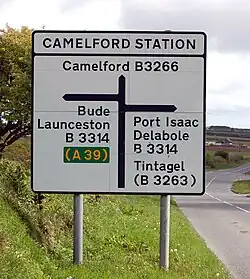 CAMELFORD STATION
Camelford B3266
Bude
Launceston
B 3314
(A 39)
Port Isaac
Delabole
B 3314
Tintagel
(B 3263)